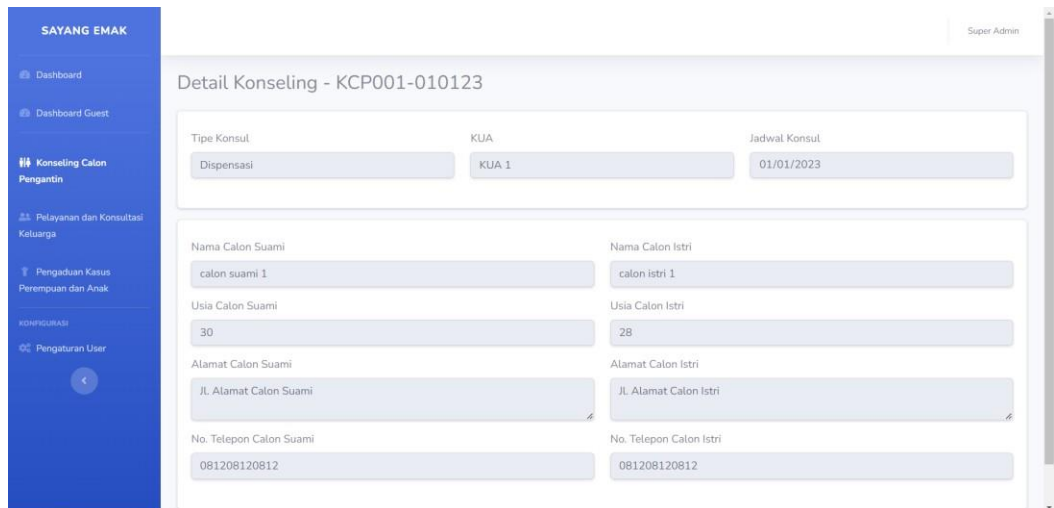 SAYANG EMAK
Super Admin
Dashboard
Dashboard Guest
Konseling Calon
Pengantin
Pelayanan dan Konsultasi
Keluarga
Pengaduan Kasus
Perempuan dan Anak
KONFIGURASI
Pengaturan User
Detail Konseling - KCP001-010123
Tipe Konsul KUA Jadwal Konsul
Dispensasi KUA 1 01/01/2023
Nama Calon Suami Nama Calon Istri
calon suami 1 calon istri 1
Usia Calon Suami Usia Calon Istri
30 28
Alamat Calon Suami Alamat Calon Istri
Jl. Alamat Calon Suami Jl. Alamat Calon Istri
No. Telepon Calon Suami No. Telepon Calon Istri
081208120812 081208120812